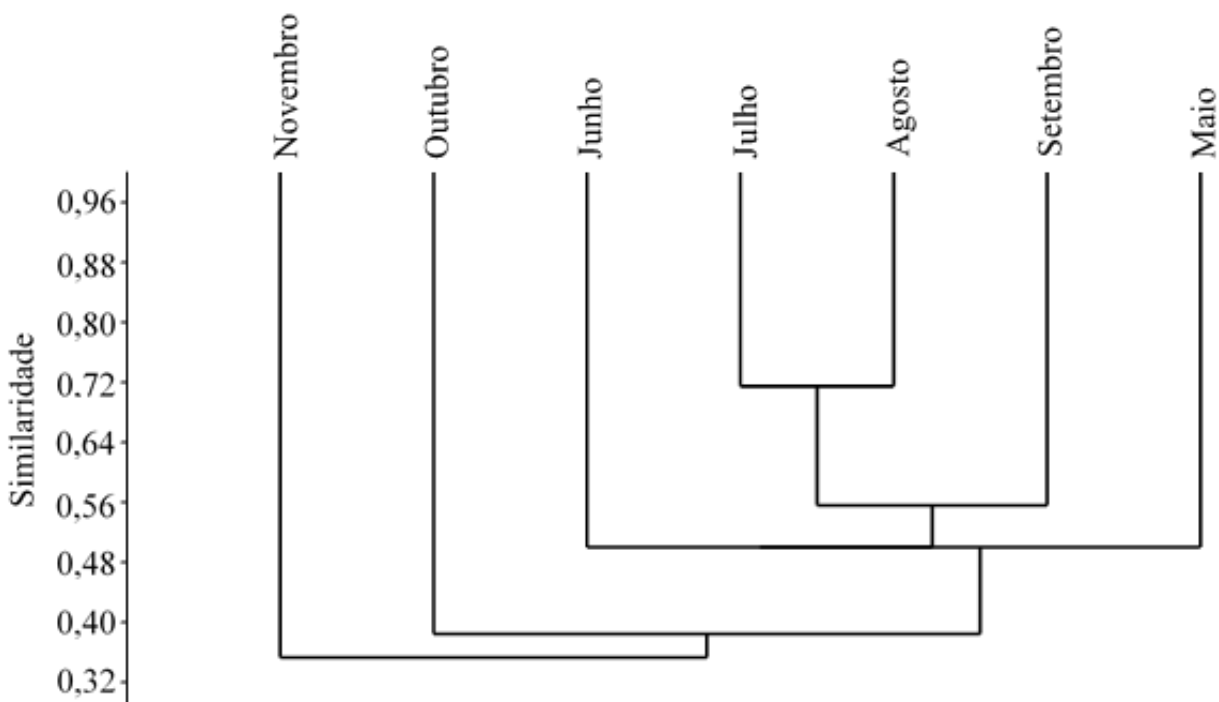 Novembro
Outubro
Junho
Julho
Agosto
Setembro
Maio
Similaridade
0,96
0,88
0,80
0,72
0,64
0,56
0,48
0,40
0,32